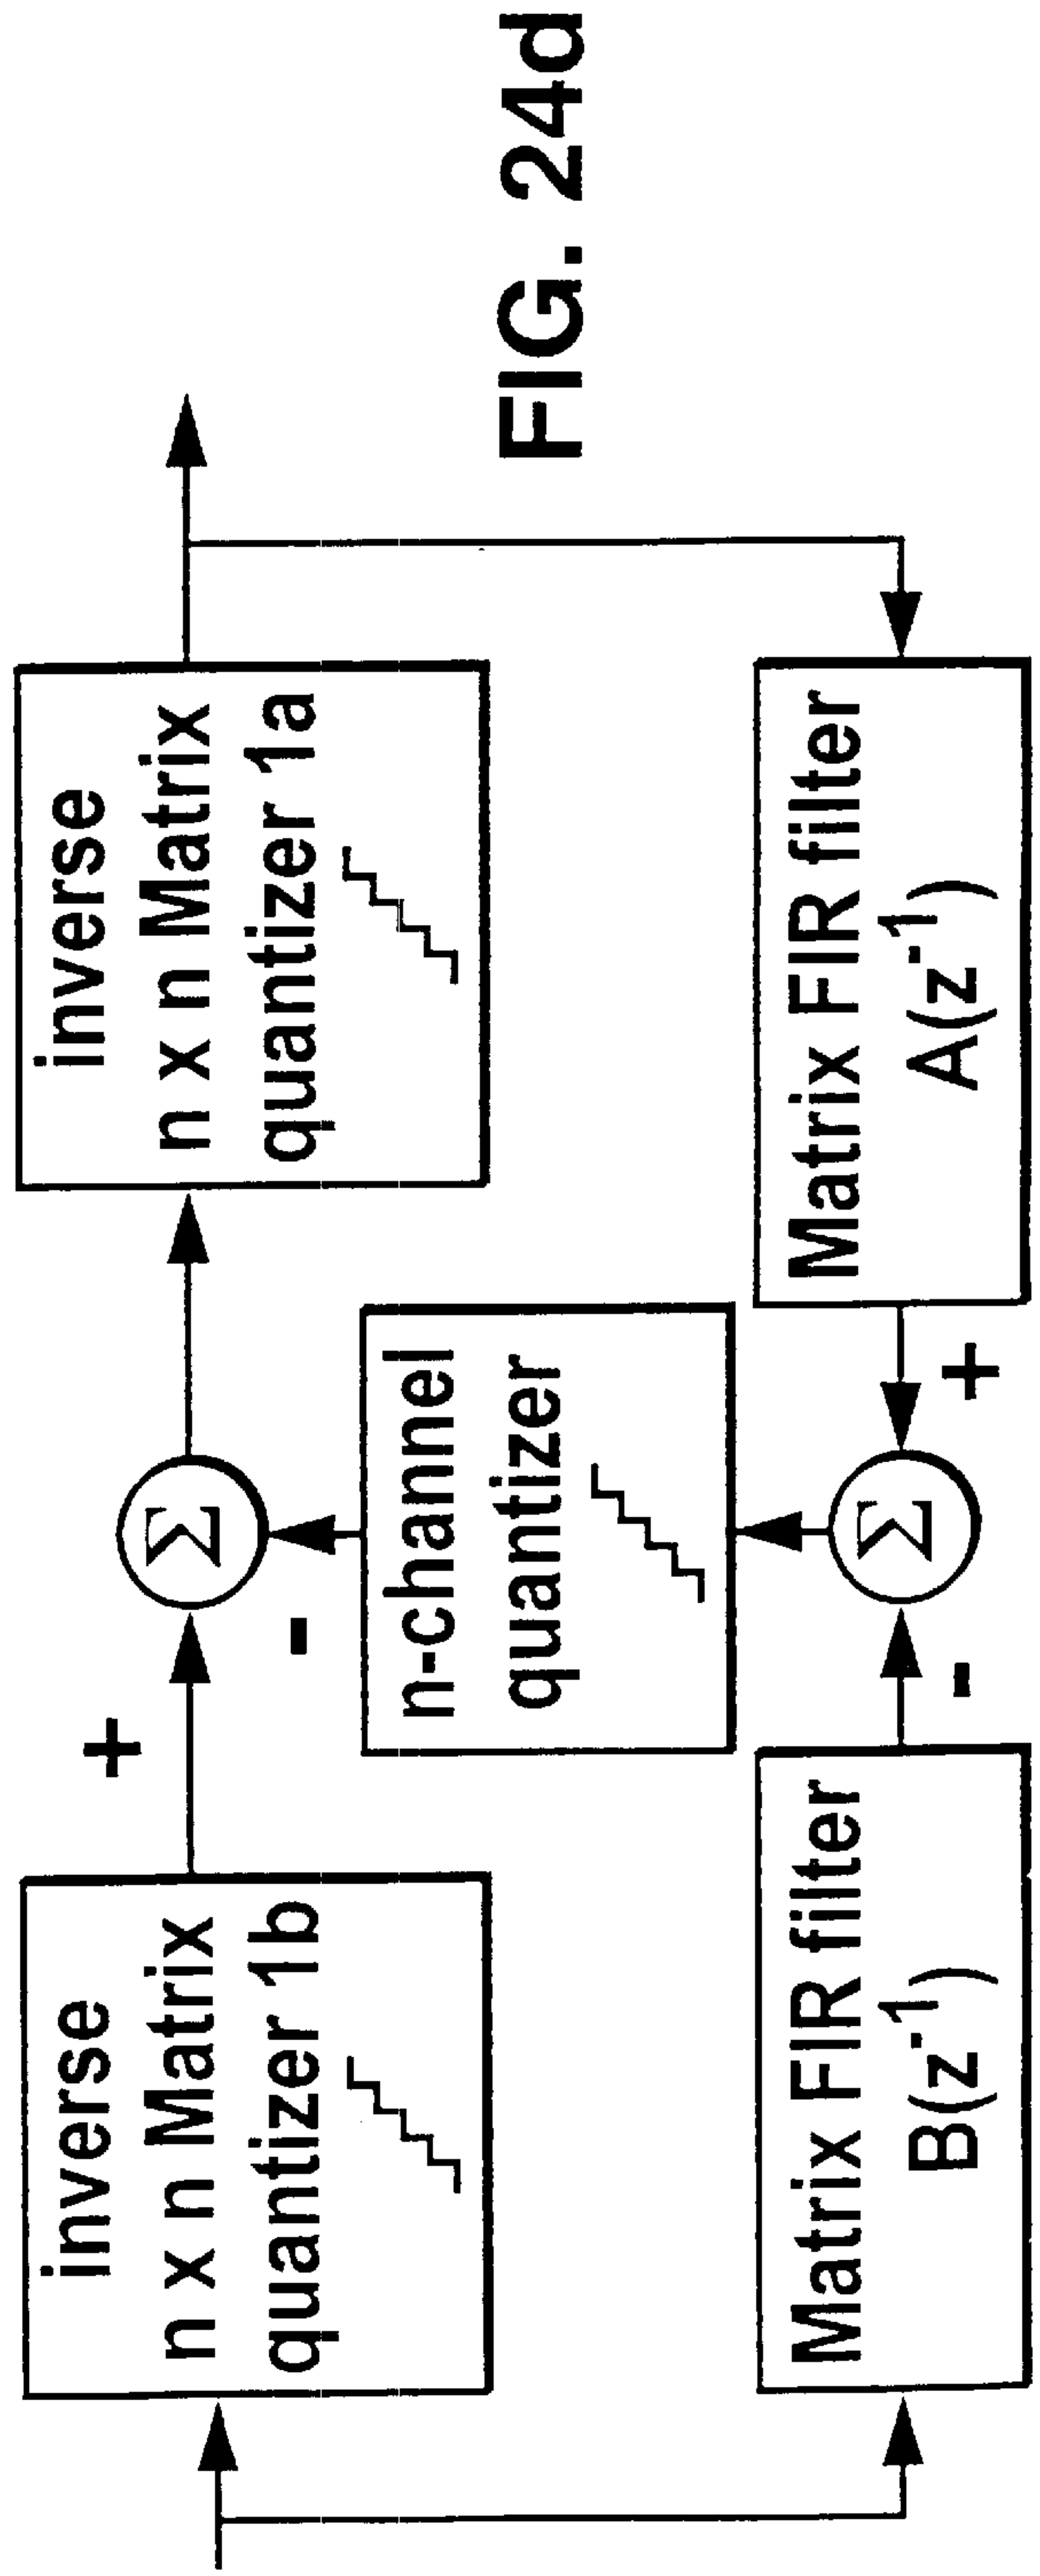 inverse
n x n Matrix
quantizer 1b
+
-
Σ
inverse
n x n Matrix
quantizer 1a
n-channel
quantizer
Matrix FIR filter
B(z-1)
-
Σ
+
Matrix FIR filter
A(z-1)
FIG. 24d